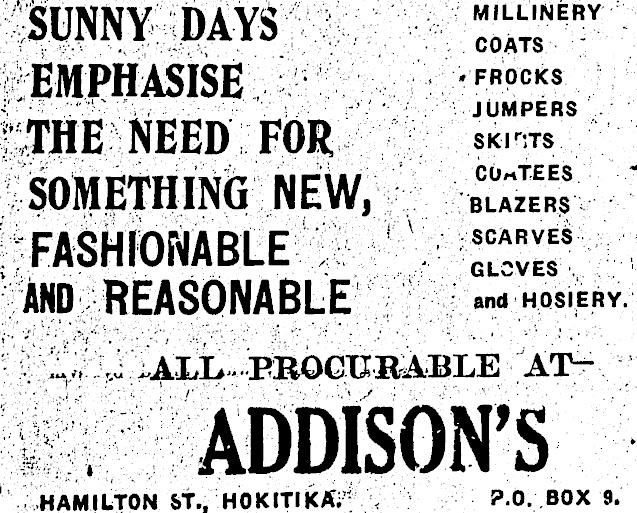 SUNNY DAYS
EMPHASISE
THE NEED FOR
SOMETHING NEW,
FASHIONABLE
AND REASONABLE
MILLINERY
COATS
FROCKS
JUMPERS
SKIRTS
COATEES
BLAZERS
SCARVES
GLOVES
and HOSIERY.
ALL PROCURABLE AT—
ADDISON'S
HAMILTON ST., HOKITIKA.
P.O. BOX 9.